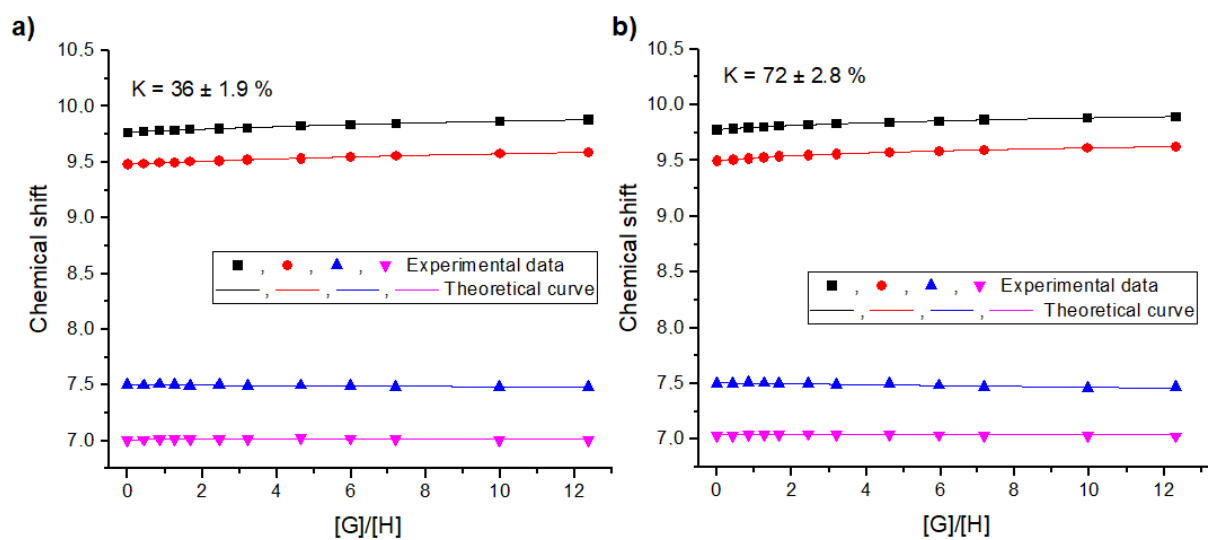 a)
K = 36 ± 1.9 %
Chemical shift
10.5
10.0
9.5
9.0
8.5
8.0
7.5
7.0
, , , Experimental data
, , , Theoretical curve
0 2 4 6 8 10 12
[G]/[H]
b)
K = 72 ± 2.8 %
Chemical shift
10.5
10.0
9.5
9.0
8.5
8.0
7.5
7.0
, , , Experimental data
, , , Theoretical curve
0 2 4 6 8 10 12
[G]/[H]